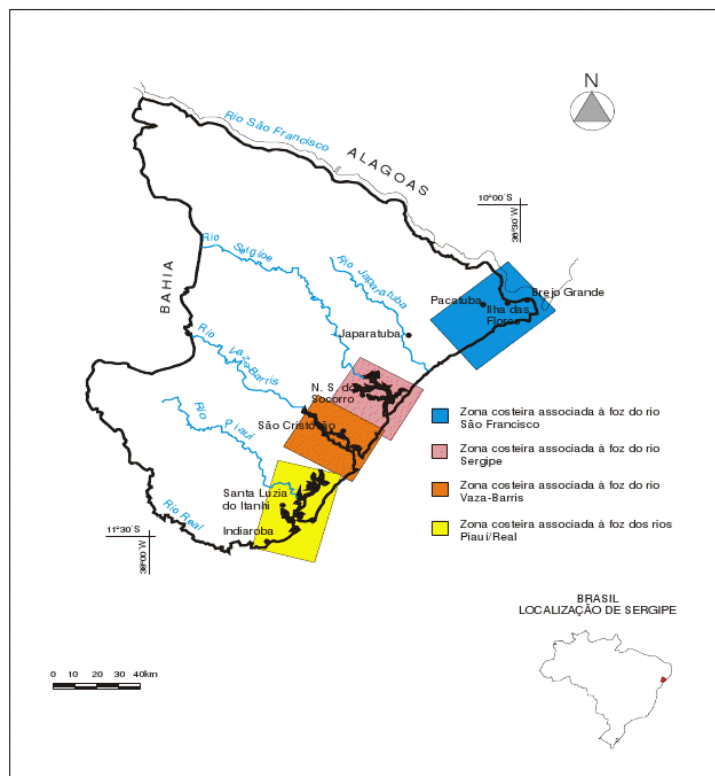 N
Rio São Francisco
ALAGOAS
10°00´S
36°30´W
Rio Sergipe
Rio Japaratuba
BAHIA
Pacatuba
Brejo Grande
Ilha das
Flores
Japaratuba
Rio Vaza-Barris
N. S. do
Socorro
São Cristovão
Rio Piauí
Santa Luzia
do Itanhi
Rio Real
Indiaroba
11°30´S
38°00´W
Zona costeira associada à foz do rio
São Francisco
Zona costeira associada à foz do rio
Sergipe
Zona costeira associada à foz do rio
Vaza-Barris
Zona costeira associada à foz dos rios
Piauí/Real
BRASIL
LOCALIZAÇÃO DE SERGIPE
0 10 20 30 40km